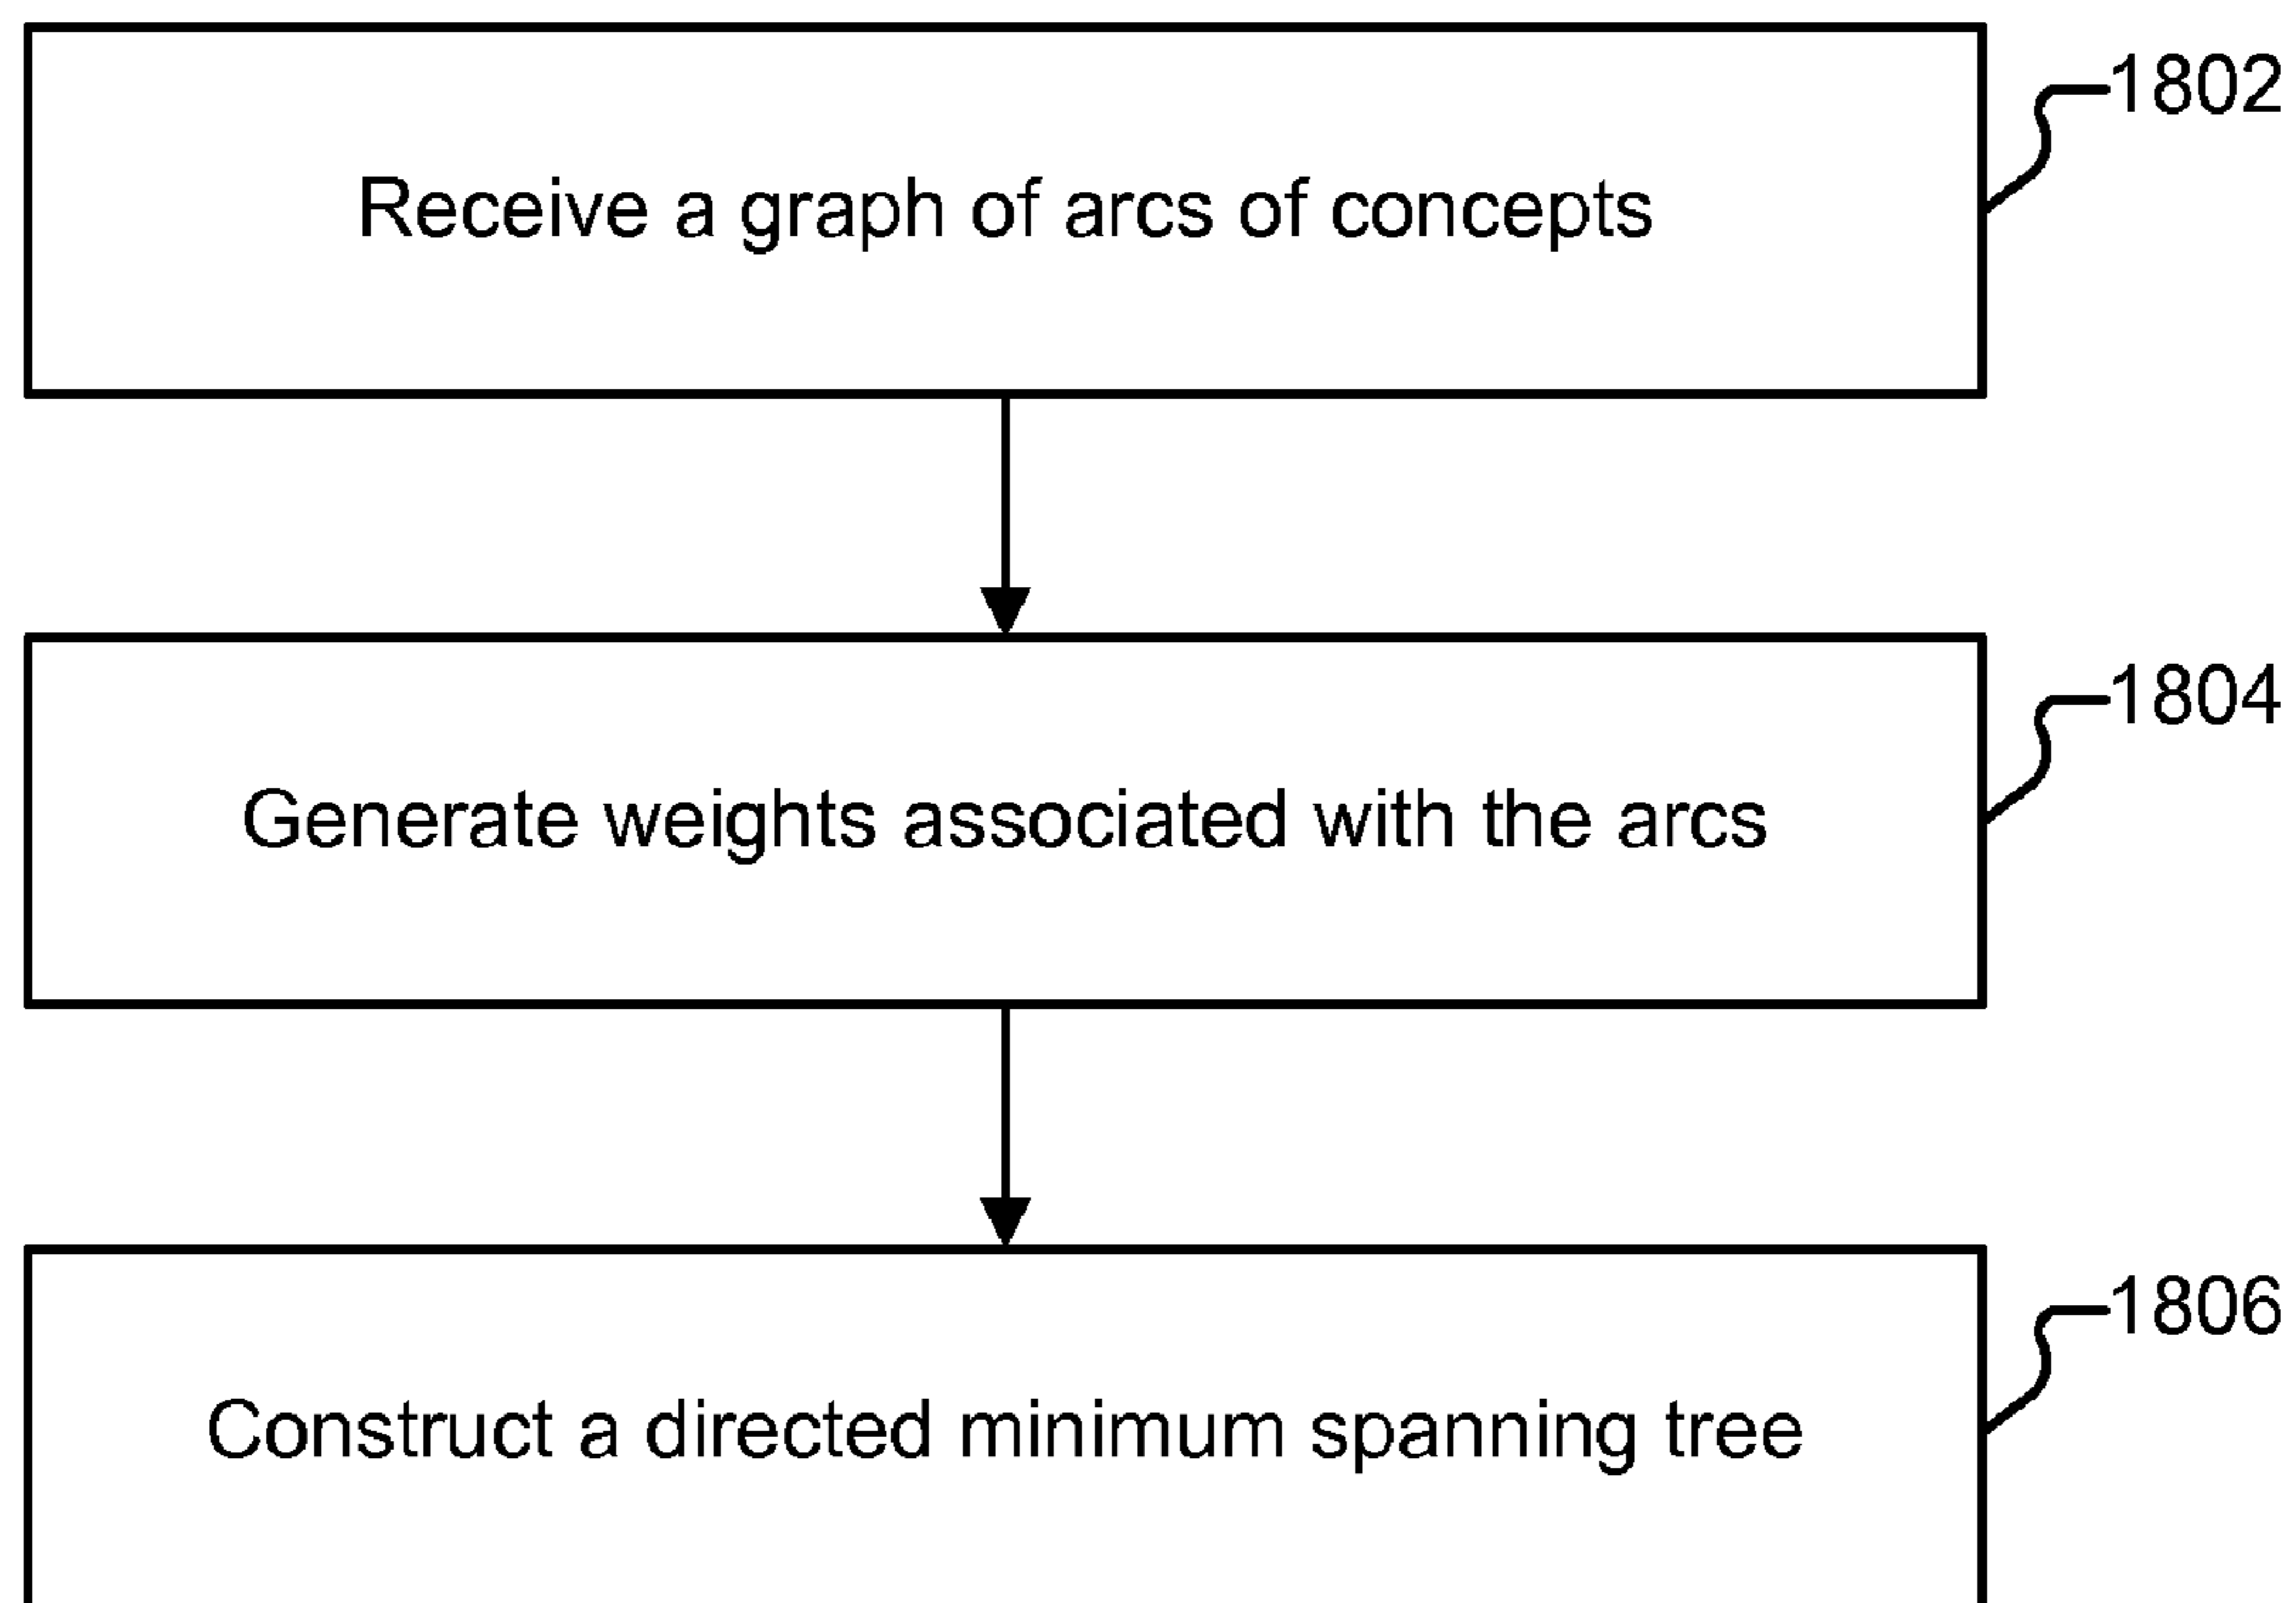 1802
Receive a graph of arcs of concepts
1804
Generate weights associated with the arcs
1806
Construct a directed minimum spanning tree